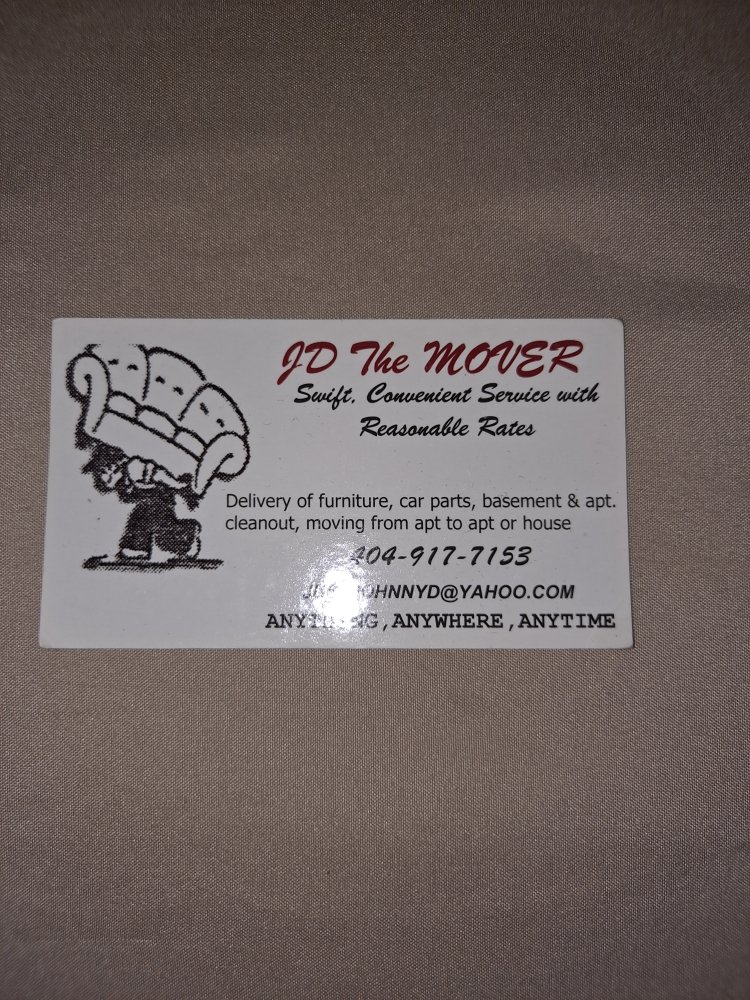 JD The MOVER
Swift, Convenient Service with
Reasonable Rates
Delivery of furniture, car parts, basement & apt.
cleanout, moving from apt to apt or house
404-917-7153
ANYTHING,ANYWHERE,ANYTIME